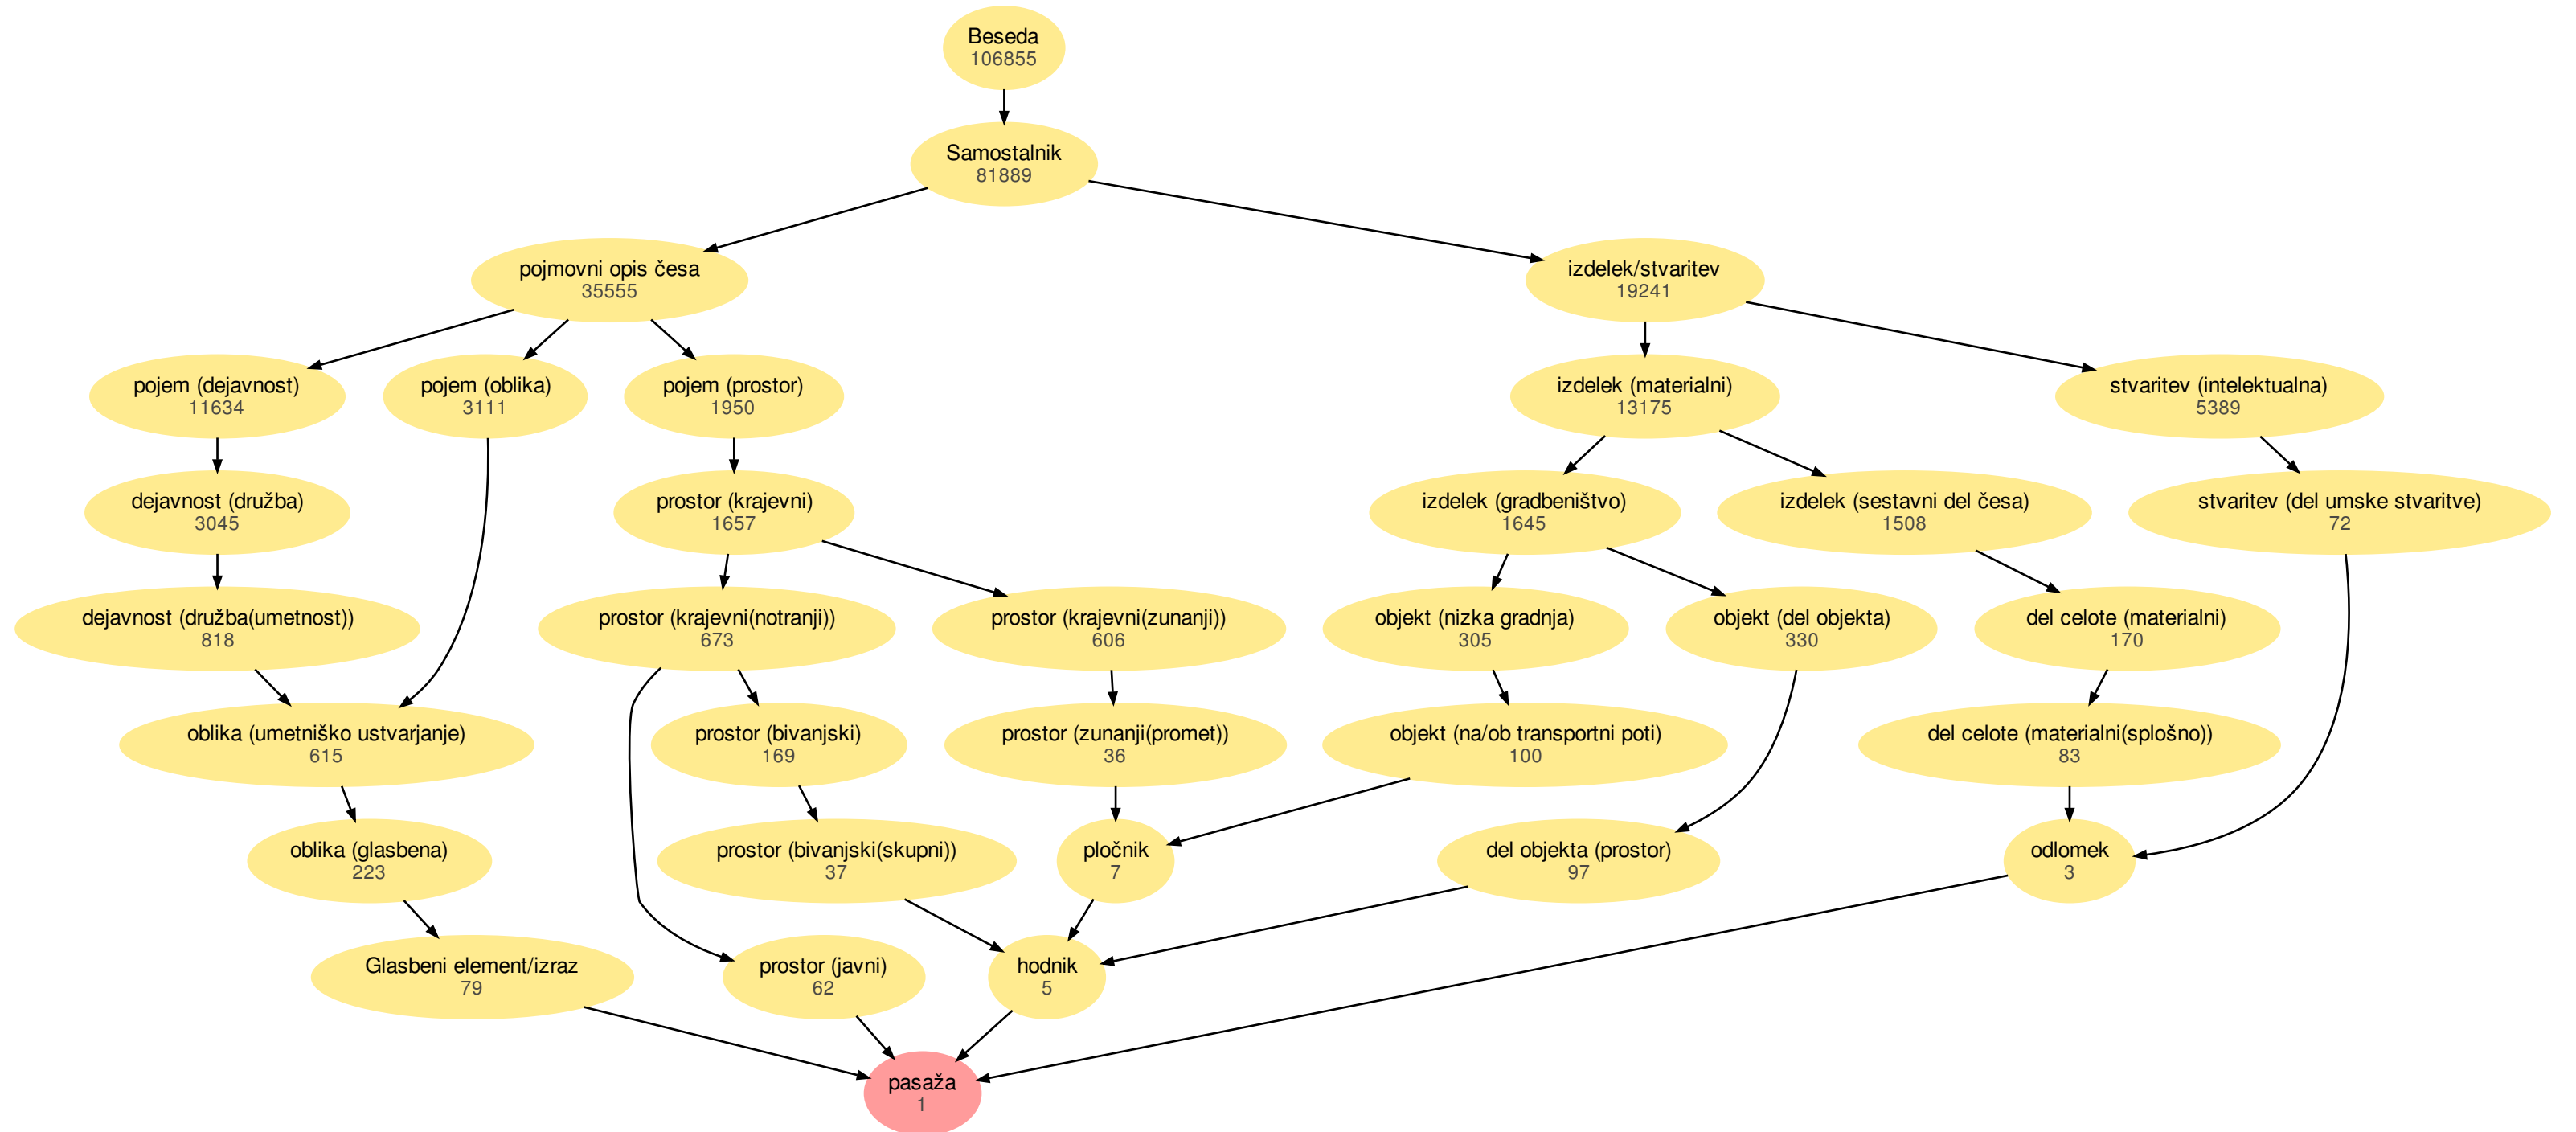 Beseda
106855
Samostalnik
81889
pojmovni opis česa
35555
izdelek/stvaritev
19241
pojem (dejavnost)
11634
pojem (oblika)
3111
pojem (prostor)
1950
izdelek (materialni)
13175
stvaritev (intelektualna)
5389
dejavnost (družba)
3045
prostor (krajevni)
1657
izdelek (gradbeništvo)
1645
izdelek (sestavni del česa)
1508
stvaritev (del umske stvaritve)
72
dejavnost (družba(umetnost))
818
prostor (krajevni(notranji))
673
prostor (krajevni(zunanji))
606
objekt (nizka gradnja)
305
objekt (del objekta)
330
del celote (materialni)
170
oblika (umetniško ustvarjanje)
615
prostor (bivanjski)
169
prostor (zunanji(promet))
36
objekt (na/ob transportni poti)
100
del celote (materialni(splošno))
83
oblika (glasbena)
223
prostor (bivanjski(skupni))
37
pločnik
7
del objekta (prostor)
97
odlomek
3
Glasbeni element/izraz
79
prostor (javni)
62
hodnik
5
pasaža
1